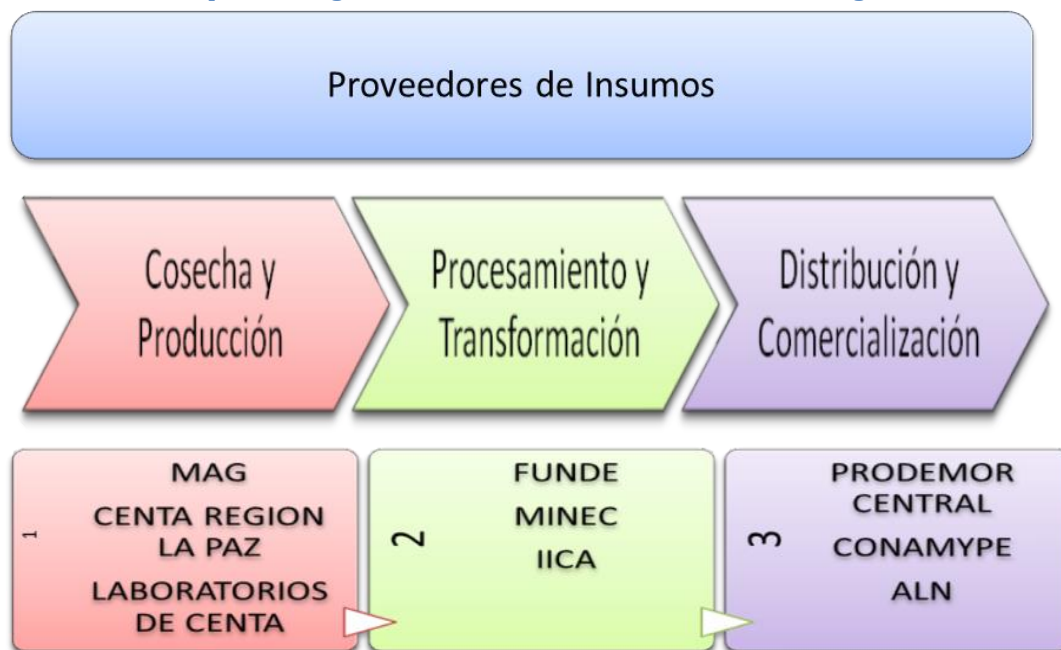 Proveedores de Insumos
Cosecha y
Producción
Procesamiento y
Transformación
Distribución y
Comercialización
1
MAG
CENTA REGION
LA PAZ
LABORATORIOS
DE CENTA
2
FUNDE
MINEC
IICA
3
PRODEMOR
CENTRAL
CONAMYPE
ALN